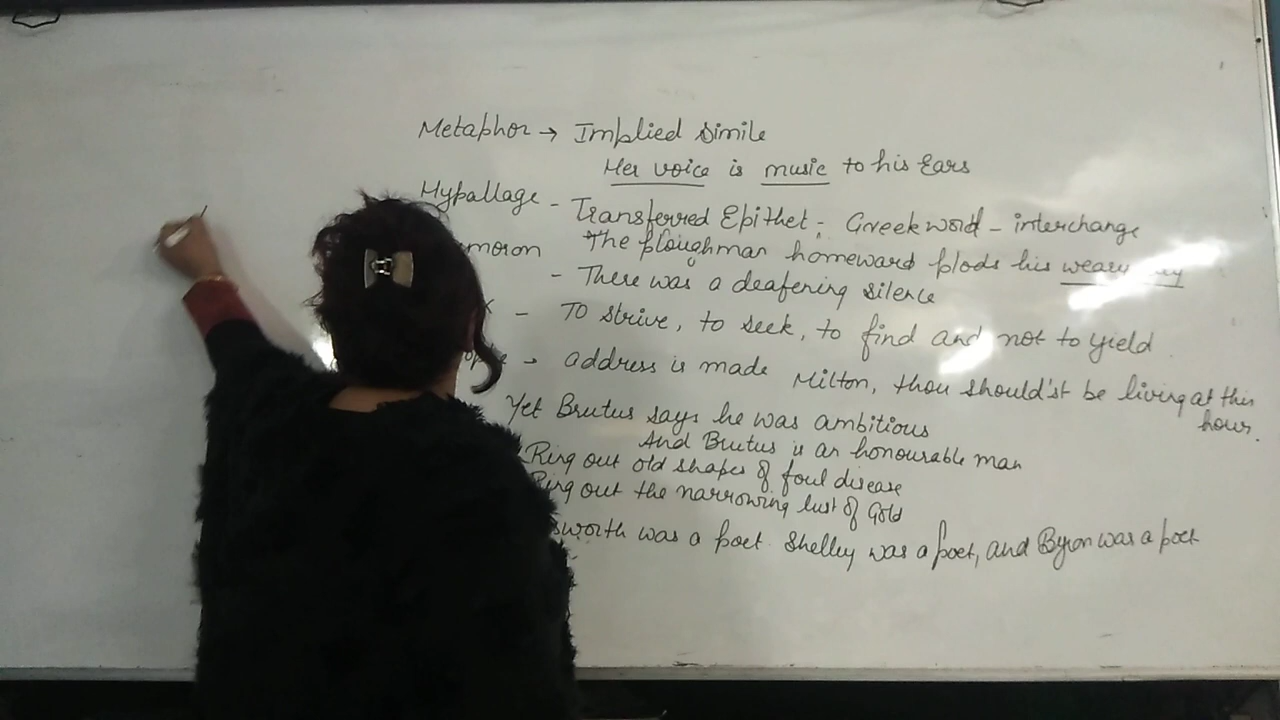 Metaphor → Implied Simile
Her voice is music to his Ears
Hypallage - Transferred Epithet; Greek word - interchange
moron The ploughman homeward plods his weary
- There was a deafening silence
- To strive, to seek, to find and not to yield
→ address is made Milton, thou should'st be living at this
hour.
Yet Brutus says he was ambitious
And Brutus is an honourable man
Ring out old shapes of foul disease
Ring out the narrowing lust of Gold
sworth was a poet. Shelley was a poet, and Byron was a poet